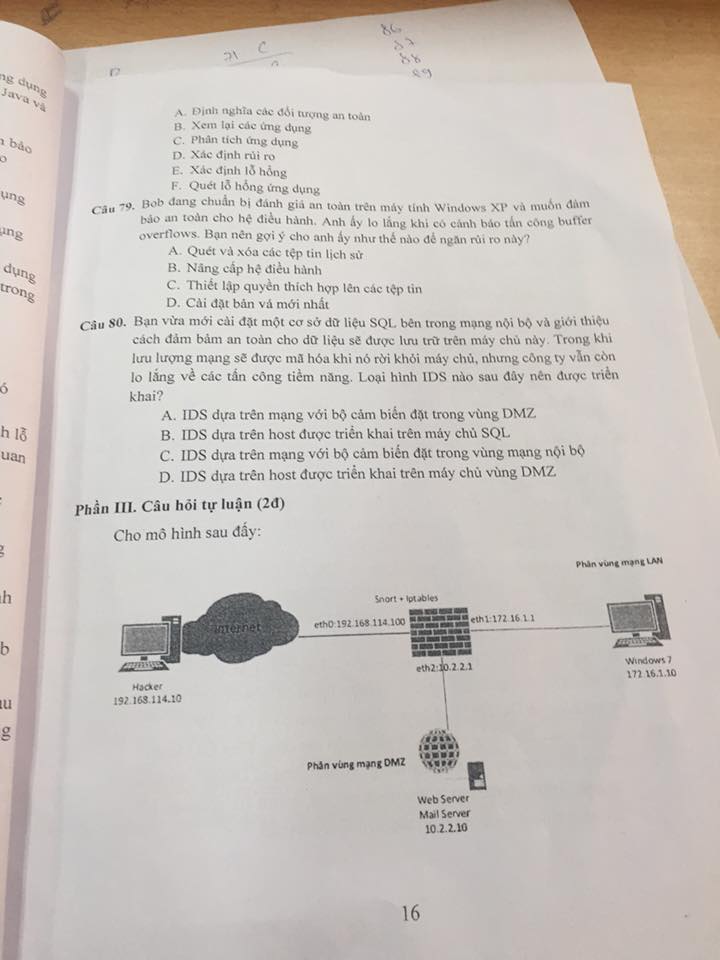 71 C
86
87
88
89
ng dụng
Java và
n bảo
ụng
ụng
dụng
trong
h lỗ
uan
A. Định nghĩa các đối tượng an toàn
B. Xem lại các ứng dụng
C. Phân tích ứng dụng
D. Xác định rủi ro
E. Xác định lỗ hổng
F. Quét lỗ hổng ứng dụng
Câu 79. Bob đang chuẩn bị đánh giá an toàn trên máy tính Windows XP và muốn đảm
bảo an toàn cho hệ điều hành. Anh ấy lo lắng khi có cảnh báo tấn công buffer
overflows. Bạn nên gợi ý cho anh ấy như thế nào để ngăn rủi ro này?
A. Quét và xóa các tệp tin lịch sử
B. Nâng cấp hệ điều hành
C. Thiết lập quyền thích hợp lên các tệp tin
D. Cài đặt bản vá mới nhất
Câu 80. Bạn vừa mới cài đặt một cơ sở dữ liệu SQL bên trong mạng nội bộ và giới thiệu
cách đảm bảm an toàn cho dữ liệu sẽ được lưu trữ trên máy chủ này. Trong khi
lưu lượng mạng sẽ được mã hóa khi nó rời khỏi máy chủ, nhưng công ty vẫn còn
lo lắng về các tấn công tiềm năng. Loại hình IDS nào sau đây nên được triển
khai?
A. IDS dựa trên mạng với bộ cảm biến đặt trong vùng DMZ
B. IDS dựa trên host được triển khai trên máy chủ SQL
C. IDS dựa trên mạng với bộ cảm biến đặt trong vùng mạng nội bộ
D. IDS dựa trên host được triển khai trên máy chủ vùng DMZ
Phần III. Câu hỏi tự luận (2đ)
Cho mô hình sau đấy:
Phân vùng mạng LAN
Snort + Iptables
Internet
eth0:192.168.114.100
eth1:172.16.1.1
eth2:10.2.2.1
Hacker
192.168.114.10
Windows 7
172 16.1.10
Phân vùng mạng DMZ
Web Server
Mail Server
10.2.2.10
16